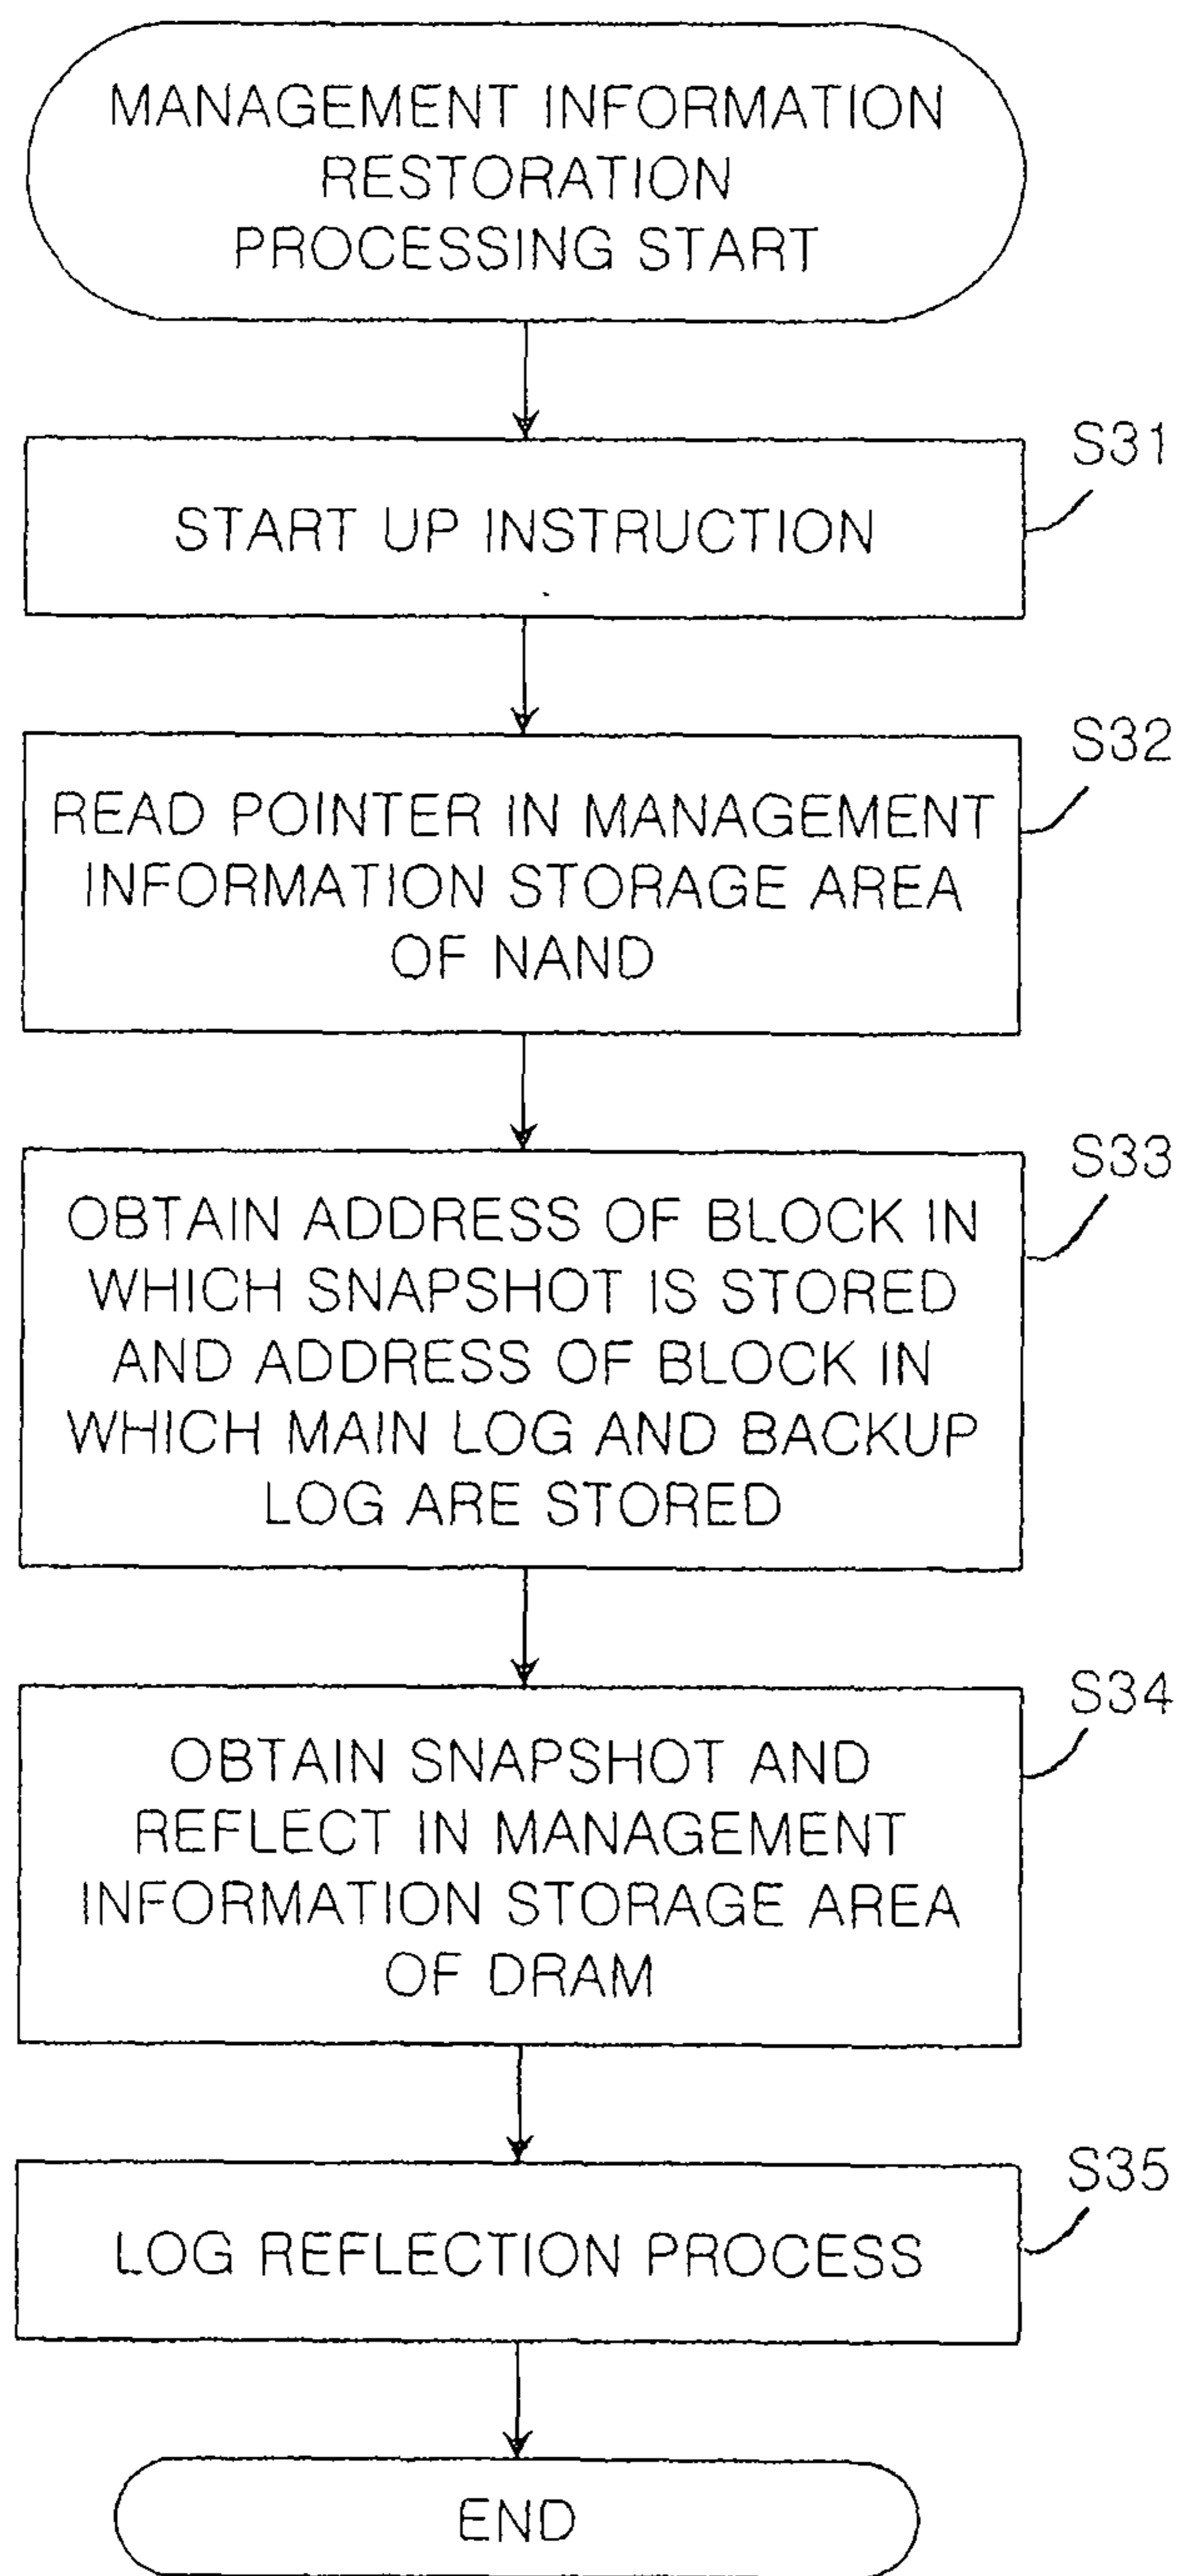 MANAGEMENT INFORMATION
RESTORATION
PROCESSING START
S31
START UP INSTRUCTION
S32
READ POINTER IN MANAGEMENT
INFORMATION STORAGE AREA
OF NAND
S33
OBTAIN ADDRESS OF BLOCK IN
WHICH SNAPSHOT IS STORED
AND ADDRESS OF BLOCK IN
WHICH MAIN LOG AND BACKUP
LOG ARE STORED
S34
OBTAIN SNAPSHOT AND
REFLECT IN MANAGEMENT
INFORMATION STORAGE AREA
OF DRAM
S35
LOG REFLECTION PROCESS
END